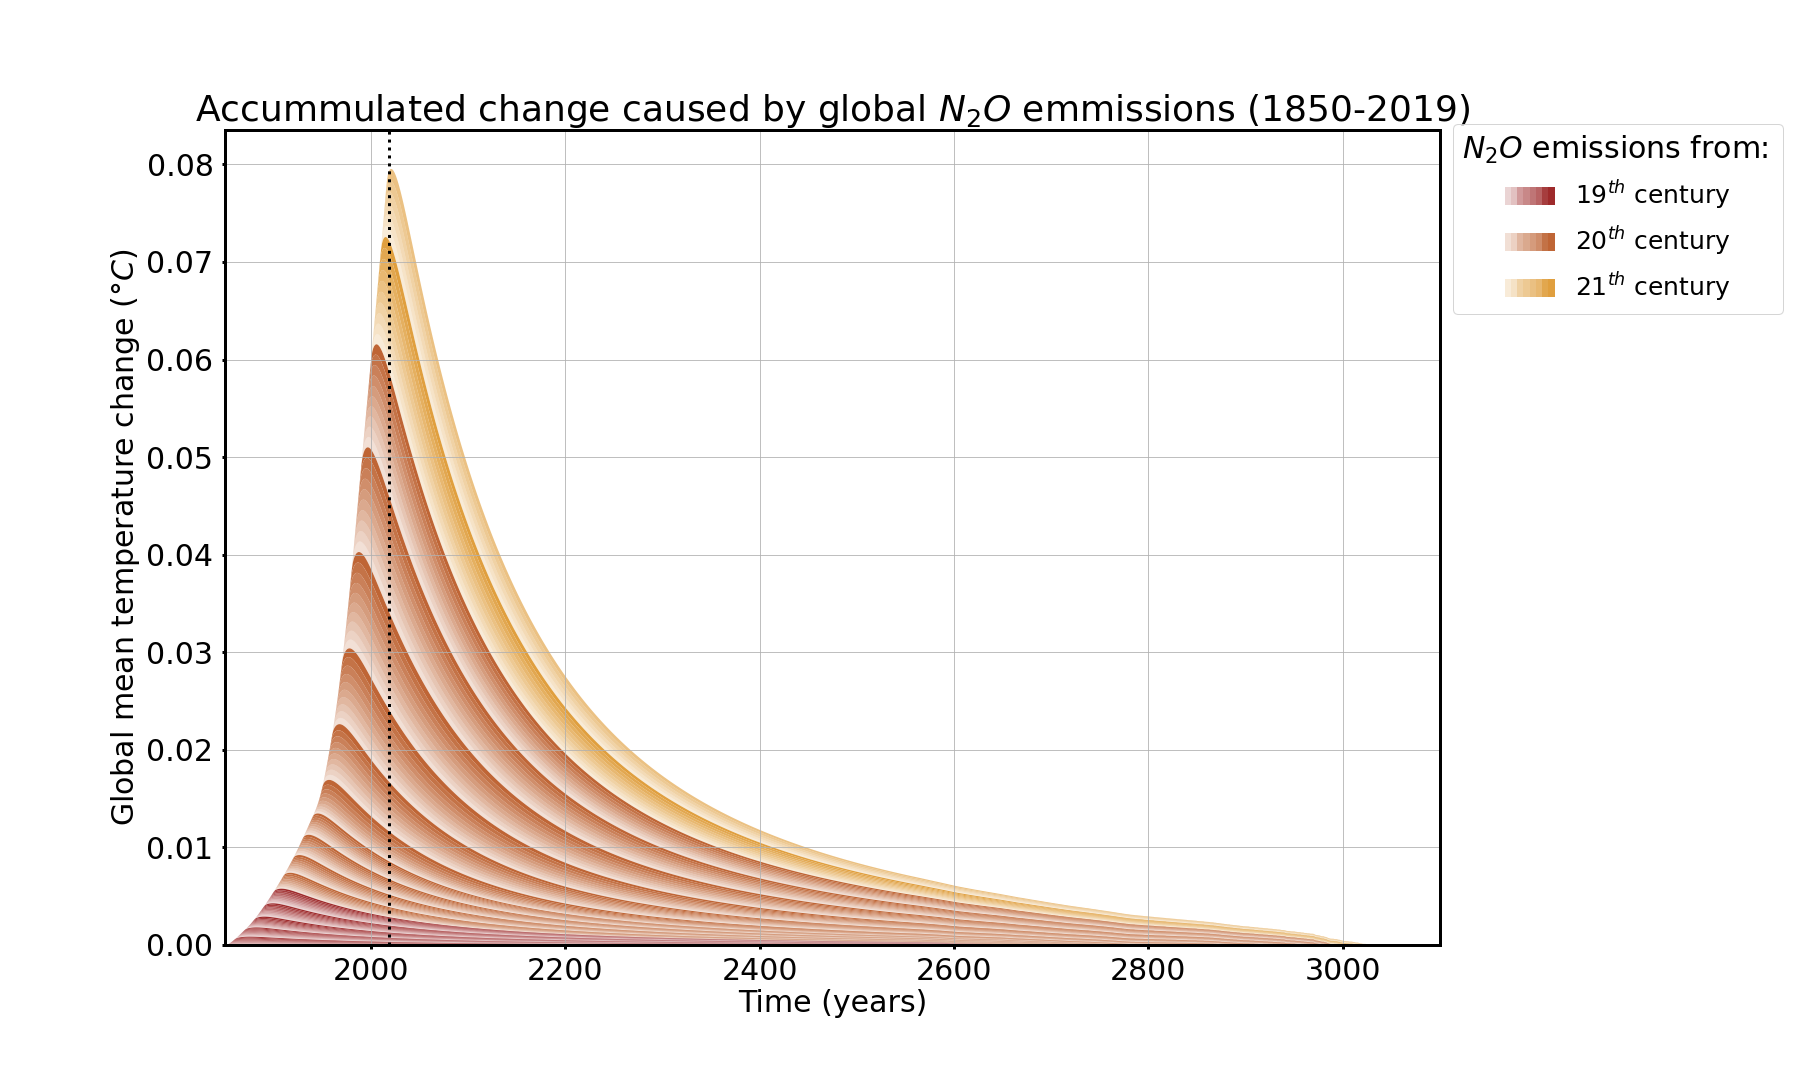 Accummulated change caused by global N₂O emmissions (1850-2019)
N₂O emissions from:
19ᵗʰ century
20ᵗʰ century
21ᵗʰ century
Global mean temperature change (°C)
0.08
0.07
0.06
0.05
0.04
0.03
0.02
0.01
0.00
2000 2200 2400 2600 2800 3000
Time (years)